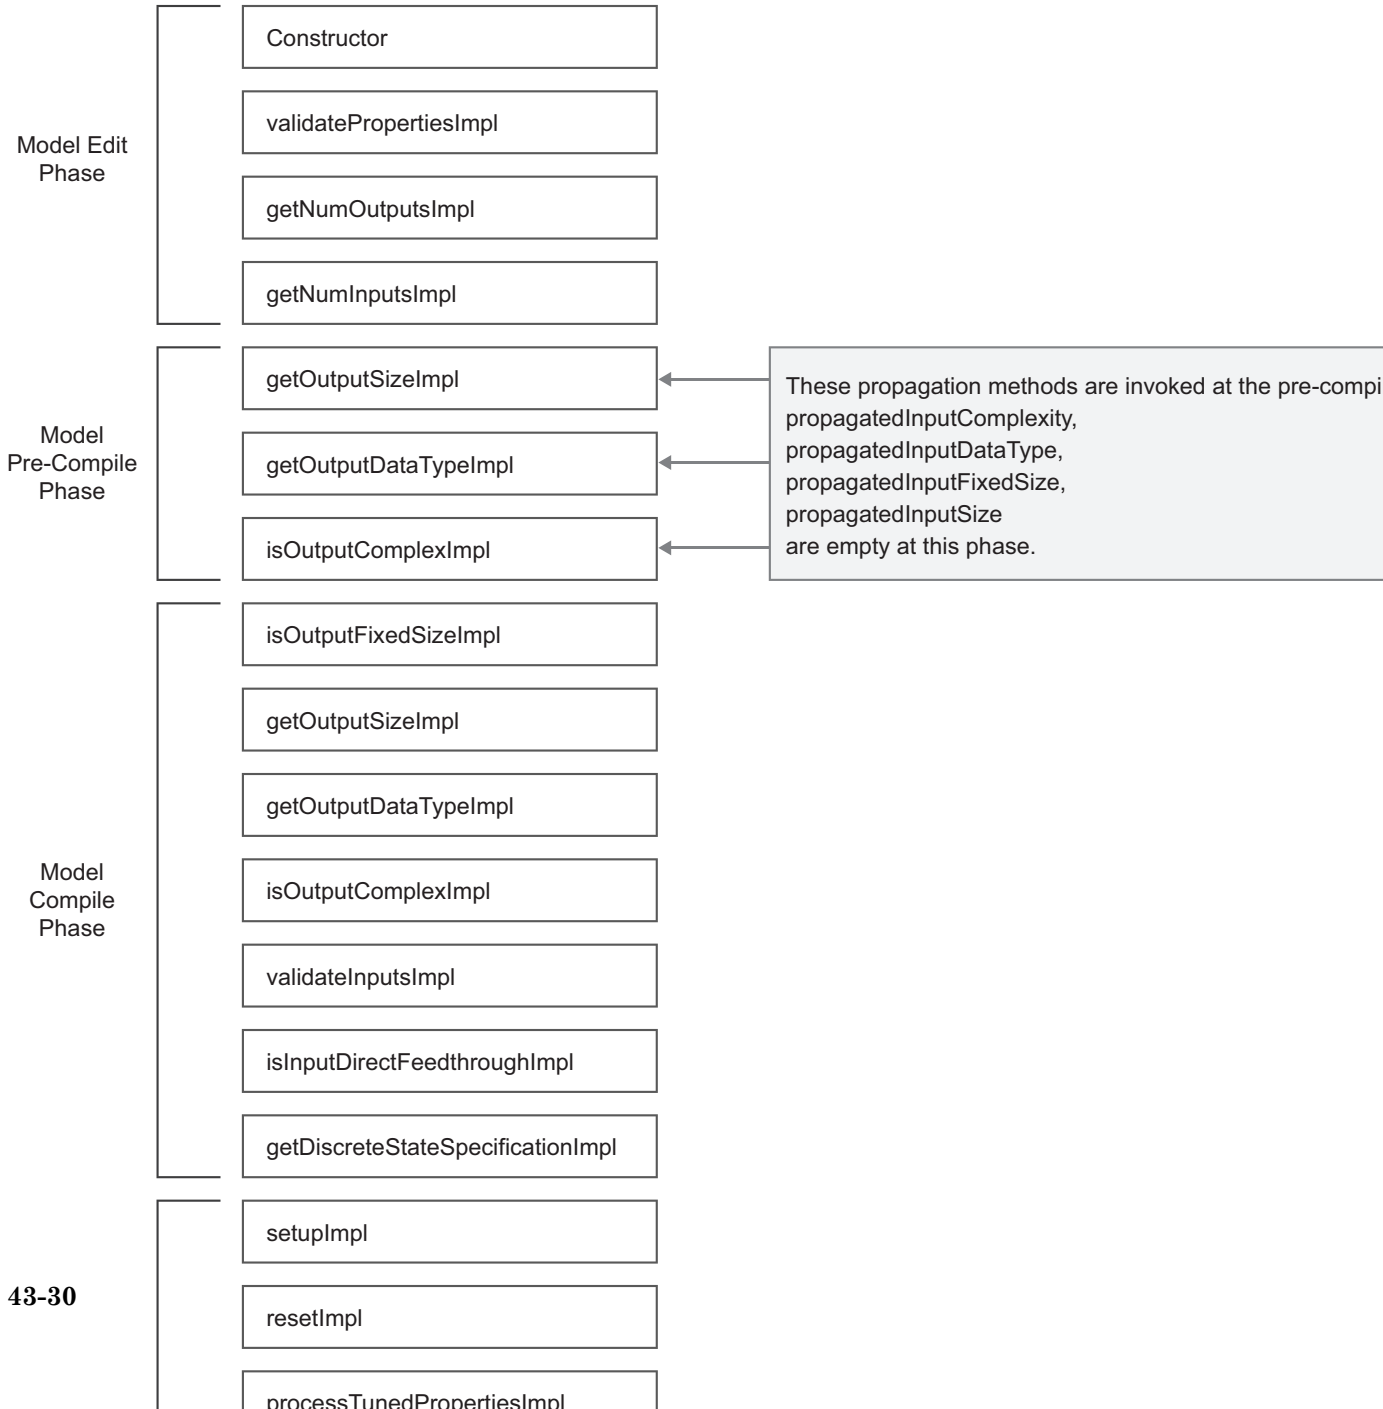 Constructor
validatePropertiesImpl
Model Edit
Phase
getNumOutputsImpl
getNumInputsImpl
getOutputSizeImpl
getOutputDataTypeImpl
isOutputComplexImpl
Model
Pre-Compile
Phase
These propagation methods are invoked at the pre-compi
propagatedInputComplexity,
propagatedInputDataType,
propagatedInputFixedSize,
propagatedInputSize
are empty at this phase.
isOutputFixedSizeImpl
getOutputSizeImpl
getOutputDataTypeImpl
isOutputComplexImpl
Model
Compile
Phase
validateInputsImpl
isInputDirectFeedthroughImpl
getDiscreteStateSpecificationImpl
setupImpl
43-30
resetImpl
processTunedPropertiesImpl